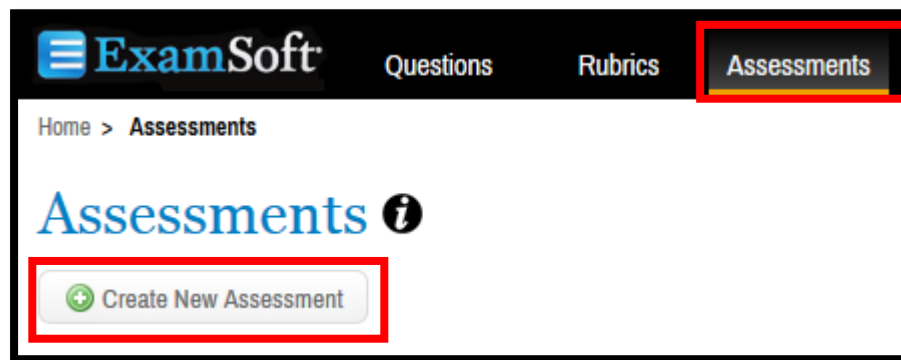 ExamSoft Questions Rubrics Assessments
Home > Assessments
Assessments i
Create New Assessment